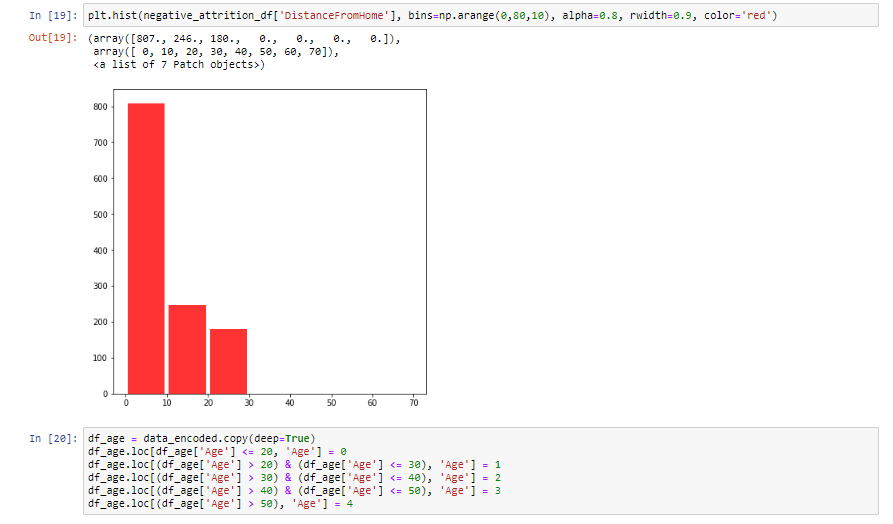 In [19]: plt.hist(negative_attrition_df['DistanceFromHome'], bins=np.arange(0,80,10), alpha=0.8, rwidth=0.9, color='red')
Out[19]: (array([807., 246., 180.,   0.,   0.,   0.,   0.]),
array([ 0, 10, 20, 30, 40, 50, 60, 70]),
<a list of 7 Patch objects>)
800
700
600
500
400
300
200
100
0
0 10 20 30 40 50 60 70
In [20]: df_age = data_encoded.copy(deep=True)
df_age.loc[df_age['Age'] <= 20, 'Age'] = 0
df_age.loc[(df_age['Age'] > 20) & (df_age['Age'] <= 30), 'Age'] = 1
df_age.loc[(df_age['Age'] > 30) & (df_age['Age'] <= 40), 'Age'] = 2
df_age.loc[(df_age['Age'] > 40) & (df_age['Age'] <= 50), 'Age'] = 3
df_age.loc[(df_age['Age'] > 50), 'Age'] = 4